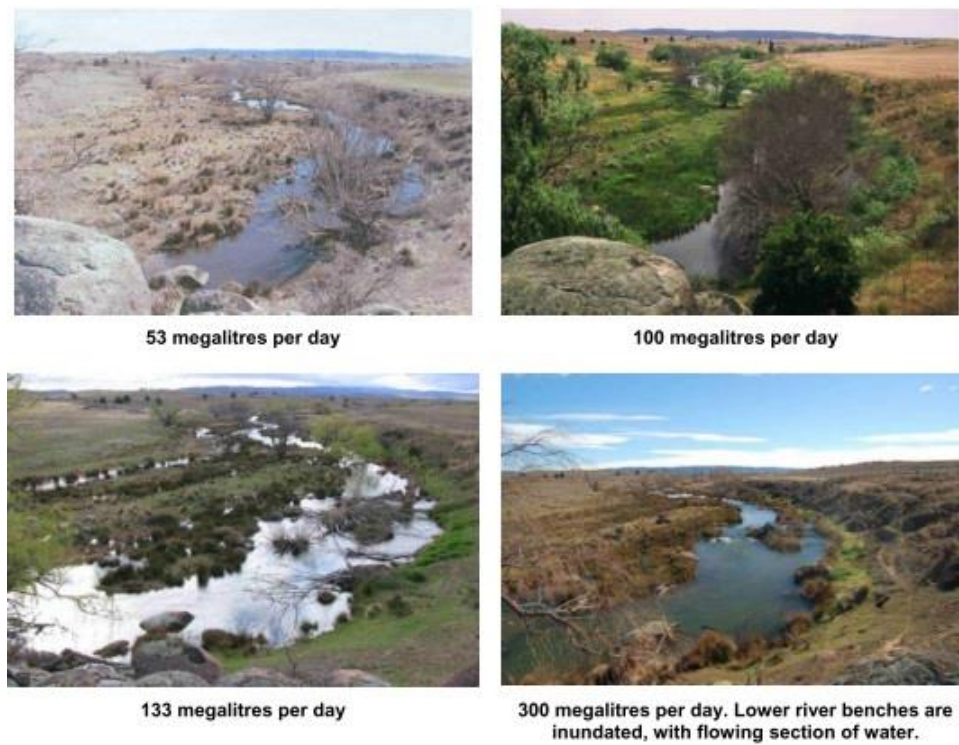 53 megalitres per day
100 megalitres per day
133 megalitres per day
300 megalitres per day. Lower river benches are
inundated, with flowing section of water.